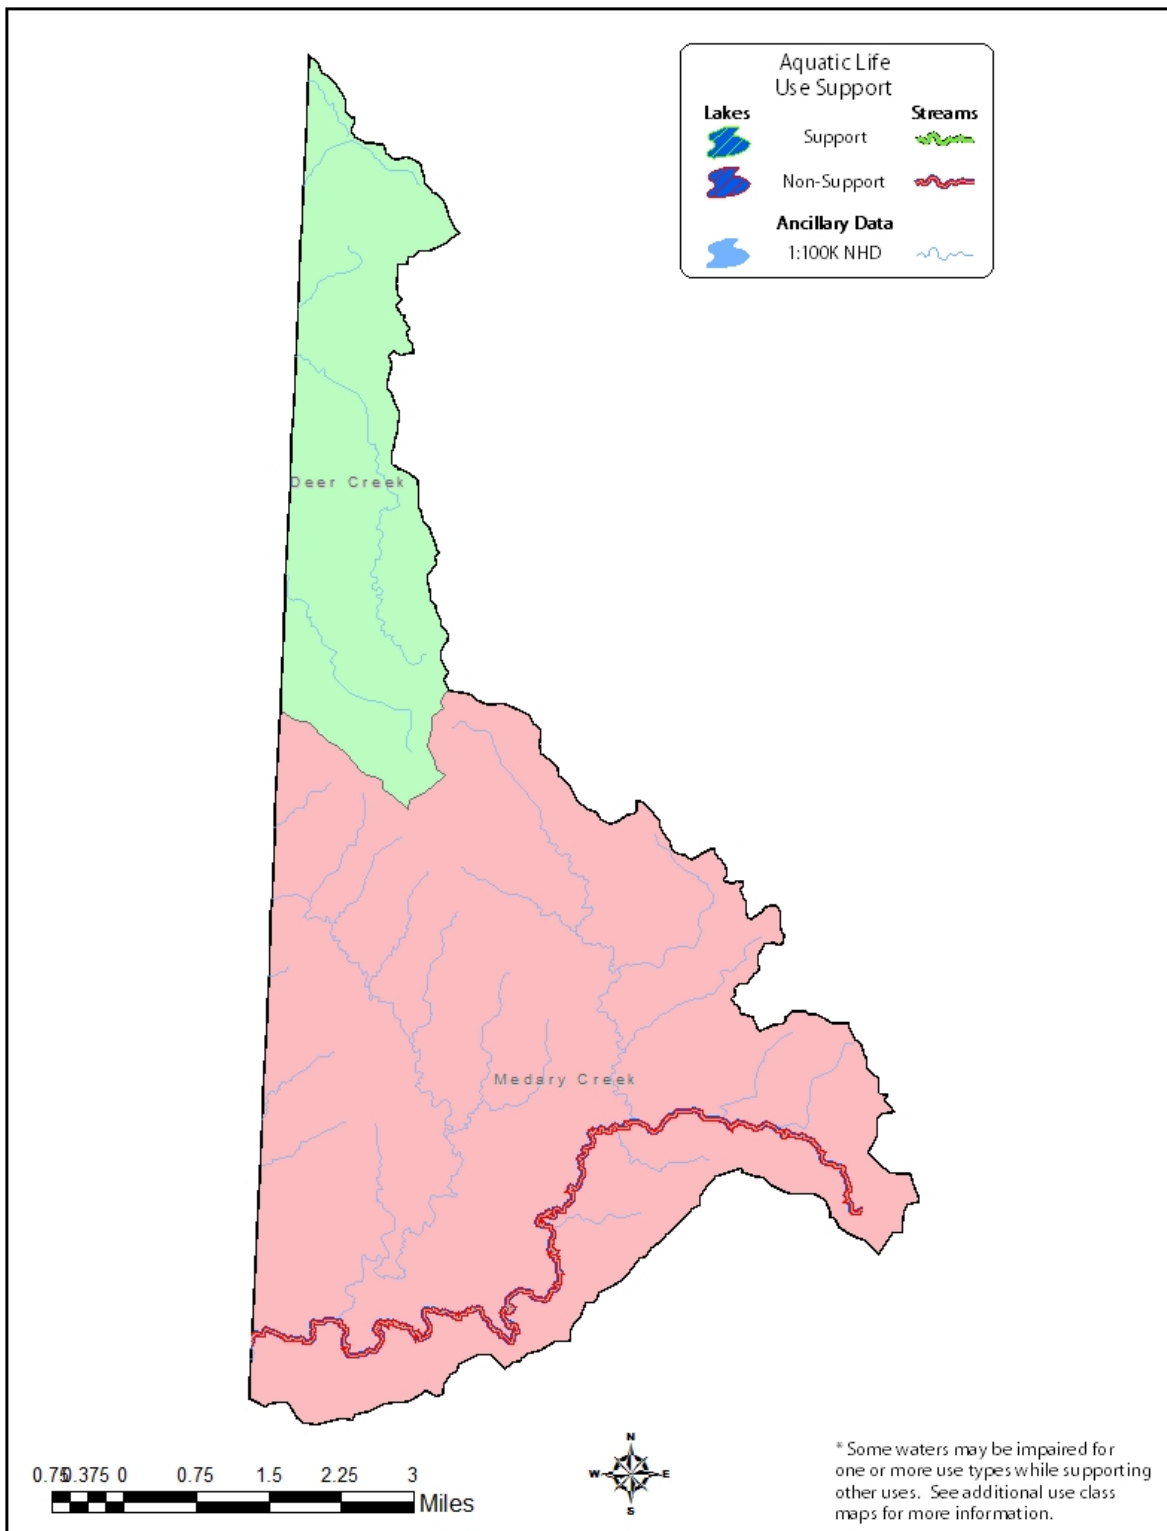 Aquatic Life
Use Support
Lakes Streams
Support
Non-Support
Ancillary Data
1:100K NHD
Deer Creek
Medary Creek
N
W E
S
0.75 0.375 0 0.75 1.5 2.25 3
Miles
* Some waters may be impaired for
one or more use types while supporting
other uses. See additional use class
maps for more information.